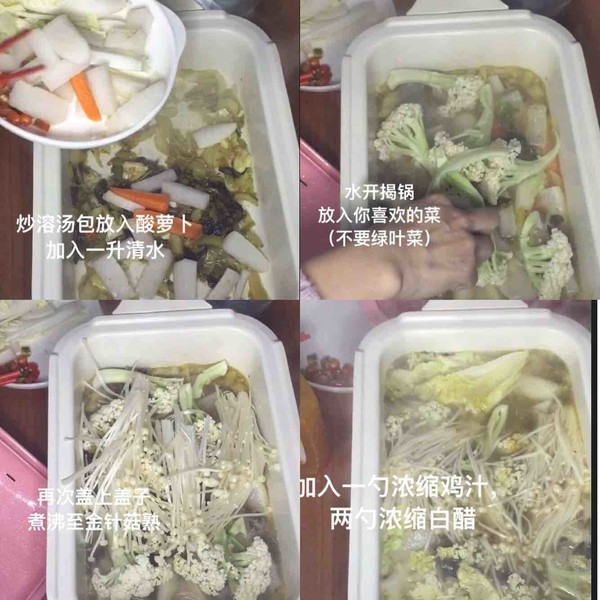 炒溶汤包放入酸萝卜
加入一升清水
水开揭锅
放入你喜欢的菜
（不要绿叶菜）
再次盖上盖子
煮沸至金针菇熟
加入一勺浓缩鸡汁，
两勺浓缩白醋